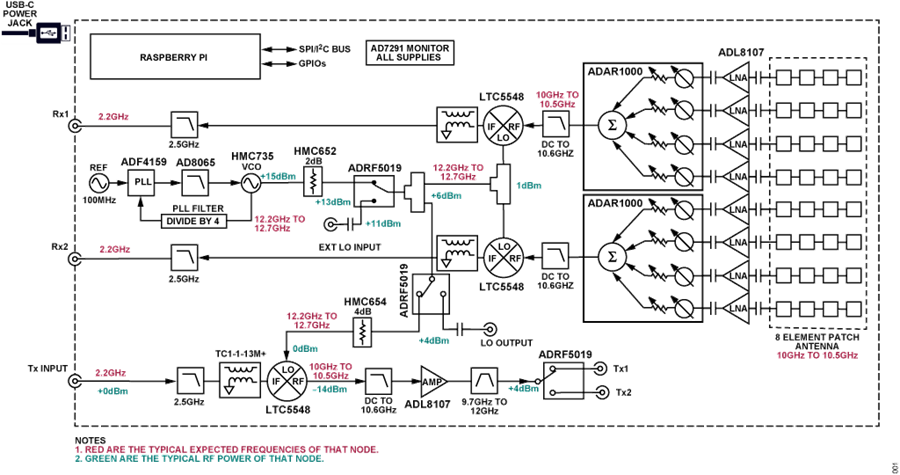 USB-C
POWER
JACK
RASPBERRY PI
SPI/I²C BUS
GPIOs
AD7291 MONITOR
ALL SUPPLIES
ADL8107
ADAR1000
LNA
LNA
LNA
LNA
Σ
Rx1
2.2GHz
2.5GHz
LTC5548
IF
RF
LO
10GHz TO
10.5GHz
DC TO
10.6GHZ
REF
100MHz
ADF4159
PLL
AD8065
HMC735
VCO
+15dBm
HMC652
2dB
+13dBm
ADRF5019
+11dBm
12.2GHz TO
12.7GHz
+6dBm
1dBm
PLL FILTER
DIVIDE BY 4
12.2GHz TO
12.7GHz
EXT LO INPUT
ADAR1000
LNA
LNA
LNA
LNA
Σ
Rx2
2.2GHz
2.5GHz
LO
IF
RF
LTC5548
DC TO
10.6GHZ
ADRF5019
HMC654
4dB
12.2GHz TO
12.7GHz
0dBm
+4dBm
LO OUTPUT
8 ELEMENT PATCH
ANTENNA
10GHz TO 10.5GHz
Tx INPUT
2.2GHz
+0dBm
2.5GHz
TC1-1-13M+
LO
IF
RF
LTC5548
10GHz TO
10.5GHz
–14dBm
DC TO
10.6GHz
AMP
ADL8107
9.7GHz TO
12GHz
+4dBm
ADRF5019
Tx1
Tx2
NOTES
1. RED ARE THE TYPICAL EXPECTED FREQUENCIES OF THAT NODE.
2. GREEN ARE THE TYPICAL RF POWER OF THAT NODE.
001